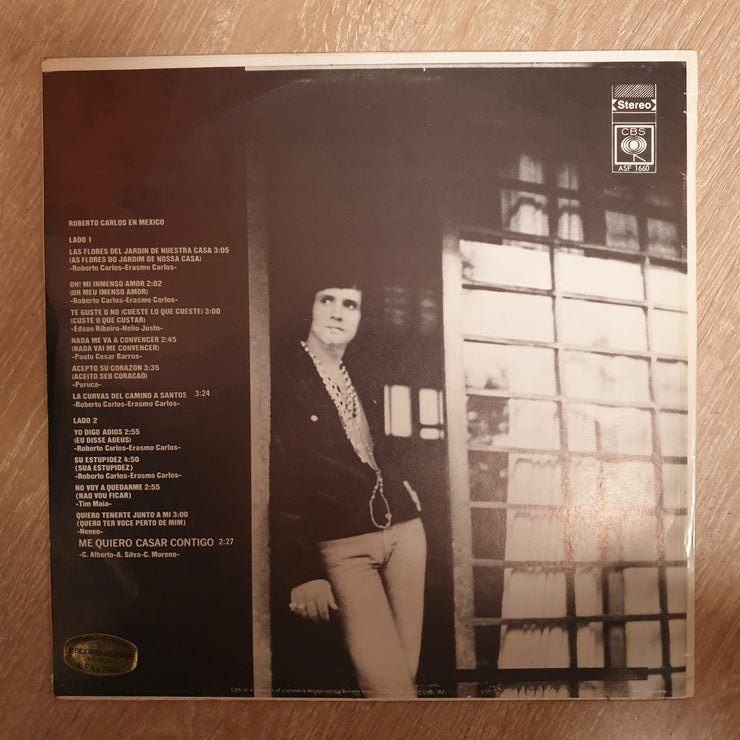 Stereo
CBS
ASF 1660
ROBERTO CARLOS EN MEXICO
LADO 1
LAS FLORES DEL JARDIN DE NUESTRA CASA 3:05
(AS FLORES DO JARDIM DE NOSSA CASA)
-Roberto Carlos-Erasmo Carlos-
OH! MI INMENSO AMOR 2:02
(OH MEU IMENSO AMOR)
-Roberto Carlos-Erasmo Carlos-
TE GUSTE O NO (CUESTE LO QUE CUESTE) 3:00
(CUSTE O QUE CUSTAR)
-Edson Ribeiro-Helio Justo-
NADA ME VA A CONVENCER 2:45
(NADA VAI ME CONVENCER)
-Paulo Cesar Barros-
ACEPTO SU CORAZON 3:35
(ACEITO SEU CORACAO)
-Puruca-
LA CURVAS DEL CAMINO A SANTOS 3:24
-Roberto Carlos-Erasmo Carlos-
LADO 2
YO DIGO ADIOS 2:55
(EU DISSE ADEUS)
-Roberto Carlos-Erasmo Carlos-
SU ESTUPIDEZ 4:50
(SUA ESTUPIDEZ)
-Roberto Carlos-Erasmo Carlos-
NO VOY A QUEDARME 2:55
(NAO VOU FICAR)
-Tim Maia-
QUIERO TENERTE JUNTO A MI 3:00
(QUERO TER VOCE PERTO DE MIM)
-Neneo-
ME QUIERO CASAR CONTIGO 2:27
-C. Alberto-A. Silva-C. Moreno-
RECORD ALBUM
CBS is a
of Columbia Broadcasting System